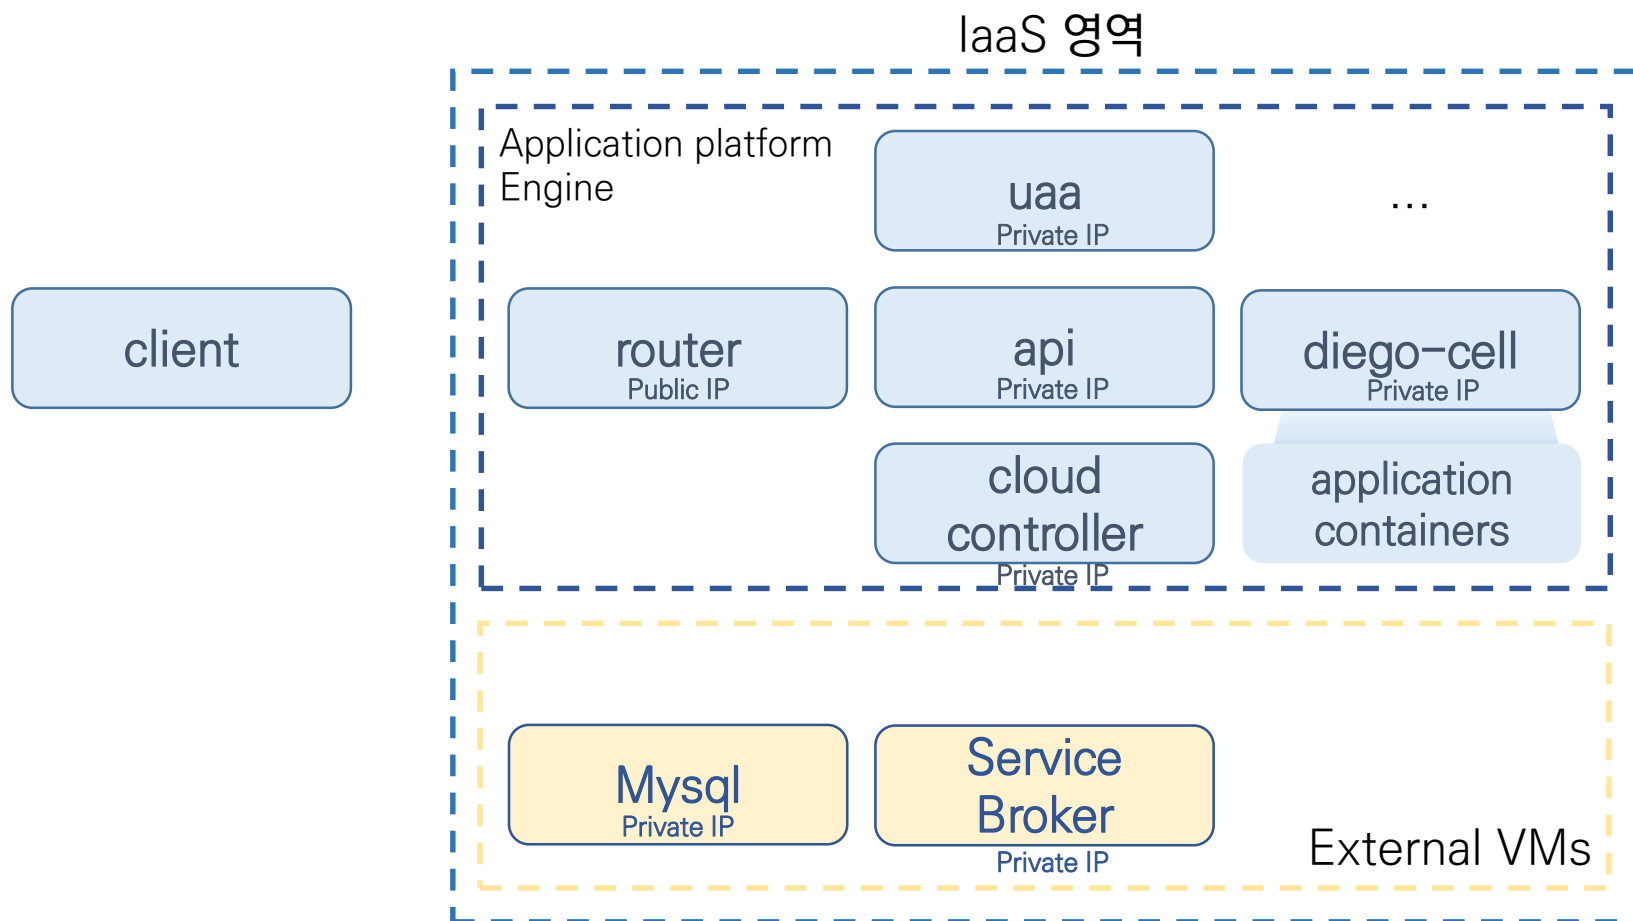 IaaS 영역
Application platform
Engine
uaa
Private IP
...
client
router
Public IP
api
Private IP
diego-cell
Private IP
cloud
controller
Private IP
application
containers
Mysql
Private IP
Service
Broker
Private IP
External VMs